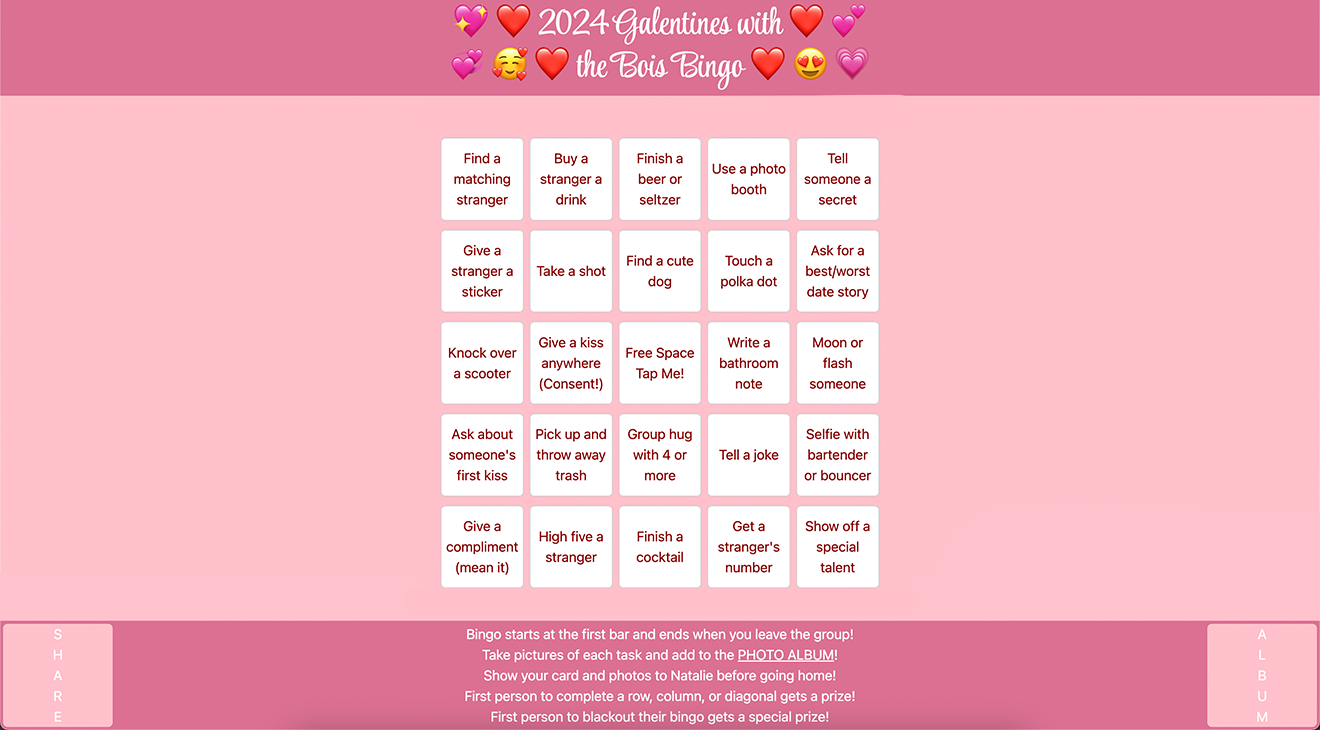 💖 ❤️ 2024 Galentines with ❤️ 💕
💞 🥰 ❤️ the Bois Bingo ❤️ 😍 💗
Find a
matching
stranger
Buy a
stranger a
drink
Finish a
beer or
seltzer
Use a photo
booth
Tell
someone a
secret
Give a
stranger a
sticker
Take a shot
Find a cute
dog
Touch a
polka dot
Ask for a
best/worst
date story
Knock over
a scooter
Give a kiss
anywhere
(Consent!)
Free Space
Tap Me!
Write a
bathroom
note
Moon or
flash
someone
Ask about
someone's
first kiss
Pick up and
throw away
trash
Group hug
with 4 or
more
Tell a joke
Selfie with
bartender
or bouncer
Give a
compliment
(mean it)
High five a
stranger
Finish a
cocktail
Get a
stranger's
number
Show off a
special
talent
S
H
A
R
E
Bingo starts at the first bar and ends when you leave the group!
Take pictures of each task and add to the PHOTO ALBUM!
Show your card and photos to Natalie before going home!
First person to complete a row, column, or diagonal gets a prize!
First person to blackout their bingo gets a special prize!
A
L
B
U
M